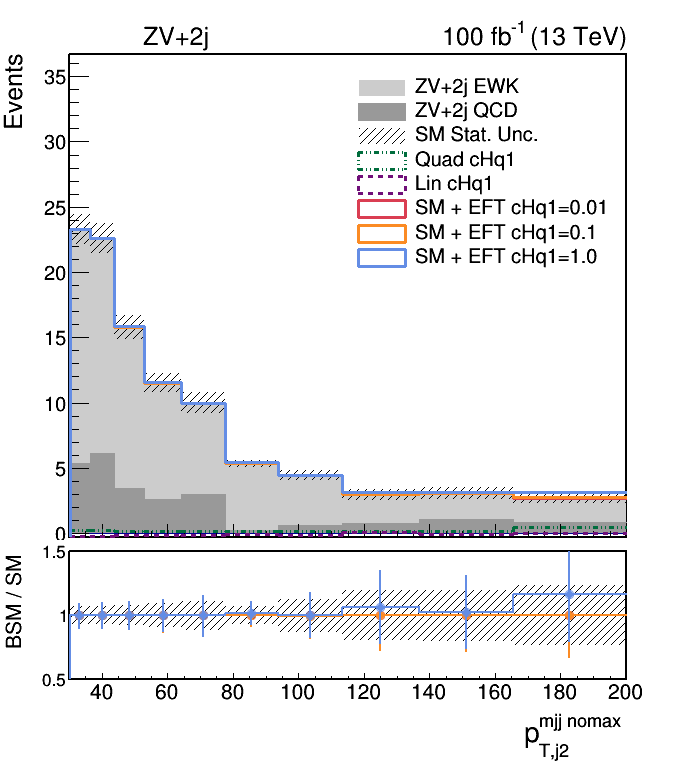 ZV+2j 100 fb-1 (13 TeV)
Events
35
30
25
20
15
10
5
0
ZV+2j EWK
ZV+2j QCD
SM Stat. Unc.
Quad cHq1
Lin cHq1
SM + EFT cHq1=0.01
SM + EFT cHq1=0.1
SM + EFT cHq1=1.0
BSM / SM
1.5
1
0.5
40 60 80 100 120 140 160 180 200
p T,j2 mjj nomax